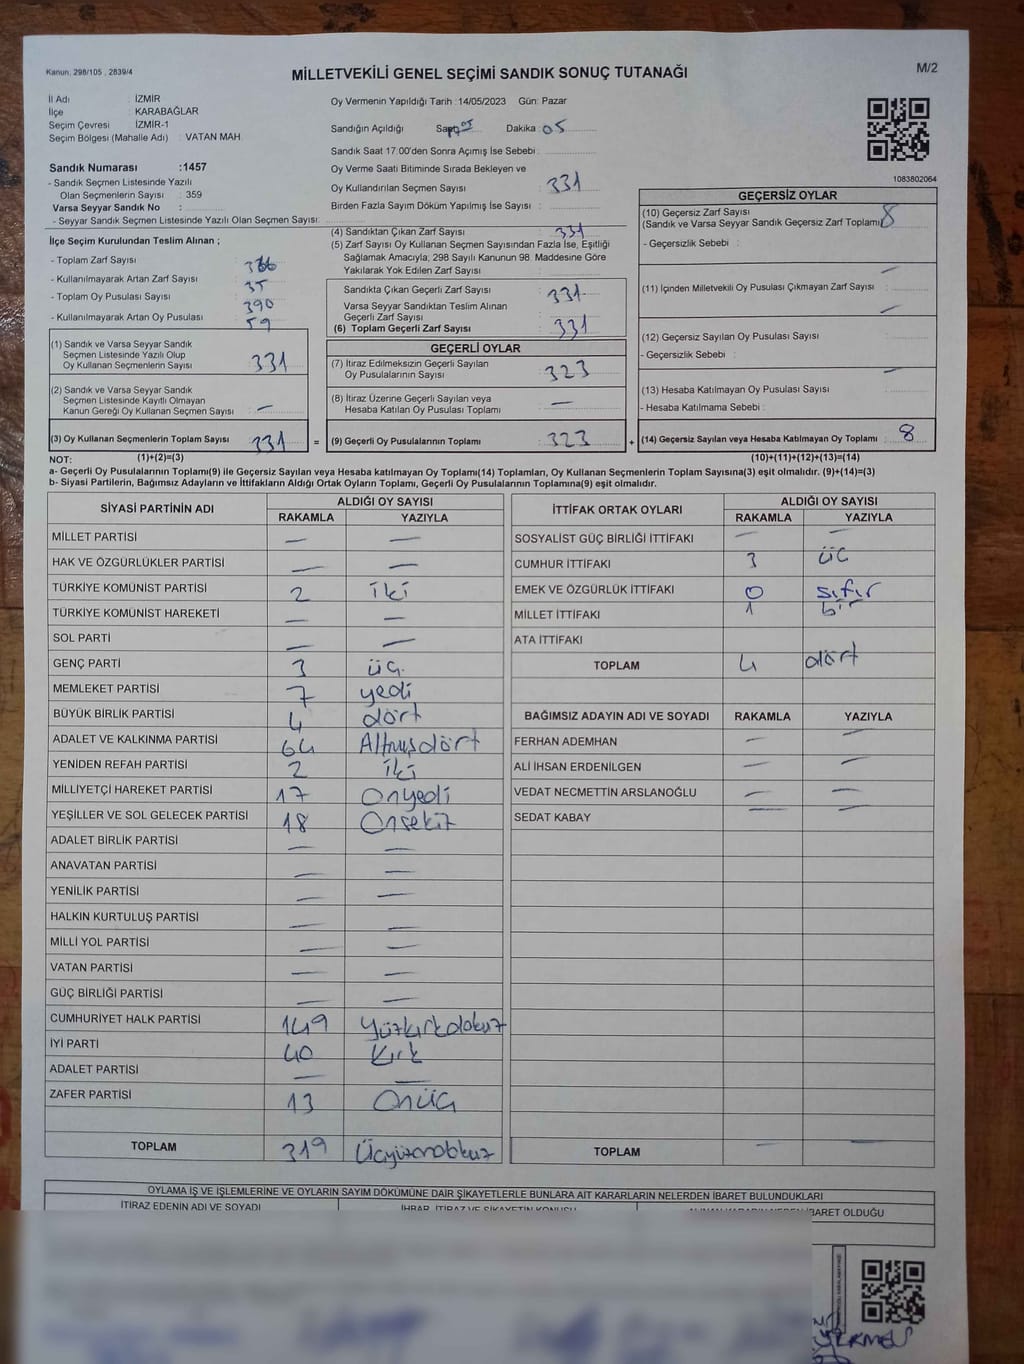 Kanun; 298/105 , 2839/4
MİLLETVEKİLİ GENEL SEÇİMİ SANDIK SONUÇ TUTANAĞI
M/2
İl Adı : İZMİR
İlçe : KARABAĞLAR
Seçim Çevresi : İZMİR-1
Seçim Bölgesi (Mahalle Adı) : VATAN MAH.
Sandık Numarası :1457
- Sandık Seçmen Listesinde Yazılı
Olan Seçmenlerin Sayısı : 359
Varsa Seyyar Sandık No :
- Seyyar Sandık Seçmen Listesinde Yazılı Olan Seçmen Sayısı:
Oy Vermenin Yapıldığı Tarih :14/05/2023 Gün: Pazar
Sandığın Açıldığı Dakika : 05
Sandık Saat 17:00'den Sonra Açımış İse Sebebi :
Oy Verme Saati Bitiminde Sırada Bekleyen ve
Oy Kullandırılan Seçmen Sayısı : 331
Birden Fazla Sayım Döküm Yapılmış İse Sayısı :
1083802064
İlçe Seçim Kurulundan Teslim Alınan ;
- Toplam Zarf Sayısı :
- Kullanılmayarak Artan Zarf Sayısı : 35
- Toplam Oy Pusulası Sayısı : 390
- Kullanılmayarak Artan Oy Pusulası : 59
(4) Sandıktan Çıkan Zarf Sayısı : 331
(5) Zarf Sayısı Oy Kullanan Seçmen Sayısından Fazla İse, Eşitliği
Sağlamak Amacıyla; 298 Sayılı Kanunun 98. Maddesine Göre
Yakılarak Yok Edilen Zarf Sayısı :
Sandıkta Çıkan Geçerli Zarf Sayısı : 331
Varsa Seyyar Sandıktan Teslim Alınan
Geçerli Zarf Sayısı :
(6) Toplam Geçerli Zarf Sayısı : 331
GEÇERSİZ OYLAR
(10) Geçersiz Zarf Sayısı
(Sandık ve Varsa Seyyar Sandık Geçersiz Zarf Toplamı) 8
- Geçersizlik Sebebi :
—
(11) İçinden Milletvekili Oy Pusulası Çıkmayan Zarf Sayısı :
—
(12) Geçersiz Sayılan Oy Pusulası Sayısı :
- Geçersizlik Sebebi :
—
(13) Hesaba Katılmayan Oy Pusulası Sayısı :
- Hesaba Katılmama Sebebi :
(1) Sandık ve Varsa Seyyar Sandık
Seçmen Listesinde Yazılı Olup
Oy Kullanan Seçmenlerin Sayısı : 331
(2) Sandık ve Varsa Seyyar Sandık
Seçmen Listesinde Kayıtlı Olmayan
Kanun Gereği Oy Kullanan Seçmen Sayısı : —
GEÇERLİ OYLAR
(7) İtiraz Edilmeksizin Geçerli Sayılan
Oy Pusulalarının Sayısı : 323
(8) İtiraz Üzerine Geçerli Sayılan veya
Hesaba Katılan Oy Pusulası Toplamı : —
(3) Oy Kullanan Seçmenlerin Toplam Sayısı : 331 = (9) Geçerli Oy Pusulalarının Toplamı : 323 + (14) Geçersiz Sayılan veya Hesaba Katılmayan Oy Toplamı : 8
NOT: (1)+(2)=(3) (10)+(11)+(12)+(13)=(14)
a- Geçerli Oy Pusulalarının Toplamı(9) ile Geçersiz Sayılan veya Hesaba katılmayan Oy Toplamı(14) Toplamları, Oy Kullanan Seçmenlerin Toplam Sayısına(3) eşit olmalıdır. (9)+(14)=(3)
b- Siyasi Partilerin, Bağımsız Adayların ve İttifakların Aldığı Ortak Oyların Toplamı, Geçerli Oy Pusulalarının Toplamına(9) eşit olmalıdır.
SİYASİ PARTİNİN ADI ALDIĞI OY SAYISI
RAKAMLA YAZIYLA
MİLLET PARTİSİ — —
HAK VE ÖZGÜRLÜKLER PARTİSİ — —
TÜRKİYE KOMÜNİST PARTİSİ 2 iki
TÜRKİYE KOMÜNİST HAREKETİ — —
SOL PARTİ — —
GENÇ PARTİ 3 üç
MEMLEKET PARTİSİ 7 yedi
BÜYÜK BİRLİK PARTİSİ 4 dört
ADALET VE KALKINMA PARTİSİ 64 Altmışdört
YENİDEN REFAH PARTİSİ 2 iki
MİLLİYETÇİ HAREKET PARTİSİ 17 Onyedi
YEŞİLLER VE SOL GELECEK PARTİSİ 18 Onsekiz
ADALET BİRLİK PARTİSİ — —
ANAVATAN PARTİSİ — —
YENİLİK PARTİSİ — —
HALKIN KURTULUŞ PARTİSİ — —
MİLLİ YOL PARTİSİ — —
VATAN PARTİSİ — —
GÜÇ BİRLİĞİ PARTİSİ — —
CUMHURİYET HALK PARTİSİ 149 Yüzkırkdokuz
İYİ PARTİ 40 Kırk
ADALET PARTİSİ — —
ZAFER PARTİSİ 13 Onüç
TOPLAM 319
İTTİFAK ORTAK OYLARI ALDIĞI OY SAYISI
RAKAMLA YAZIYLA
SOSYALİST GÜÇ BİRLİĞİ İTTİFAKI — —
CUMHUR İTTİFAKI 3 üç
EMEK VE ÖZGÜRLÜK İTTİFAKI 0 sıfır
MİLLET İTTİFAKI 1 bir
ATA İTTİFAKI
TOPLAM 4 dört
BAĞIMSIZ ADAYIN ADI VE SOYADI RAKAMLA YAZIYLA
FERHAN ADEMHAN — —
ALİ İHSAN ERDENİLGEN — —
VEDAT NECMETTİN ARSLANOĞLU — —
SEDAT KABAY — —
TOPLAM — —
OYLAMA İŞ VE İŞLEMLERİNE VE OYLARIN SAYIM DÖKÜMÜNE DAİR ŞİKAYETLERLE BUNLARA AİT KARARLARIN NELERDEN İBARET BULUNDUKLARI
İTİRAZ EDENİN ADI VE SOYADI İHBAR, İTİRAZ VE ŞİKAYETİN KONUSU İBARET OLDUĞU